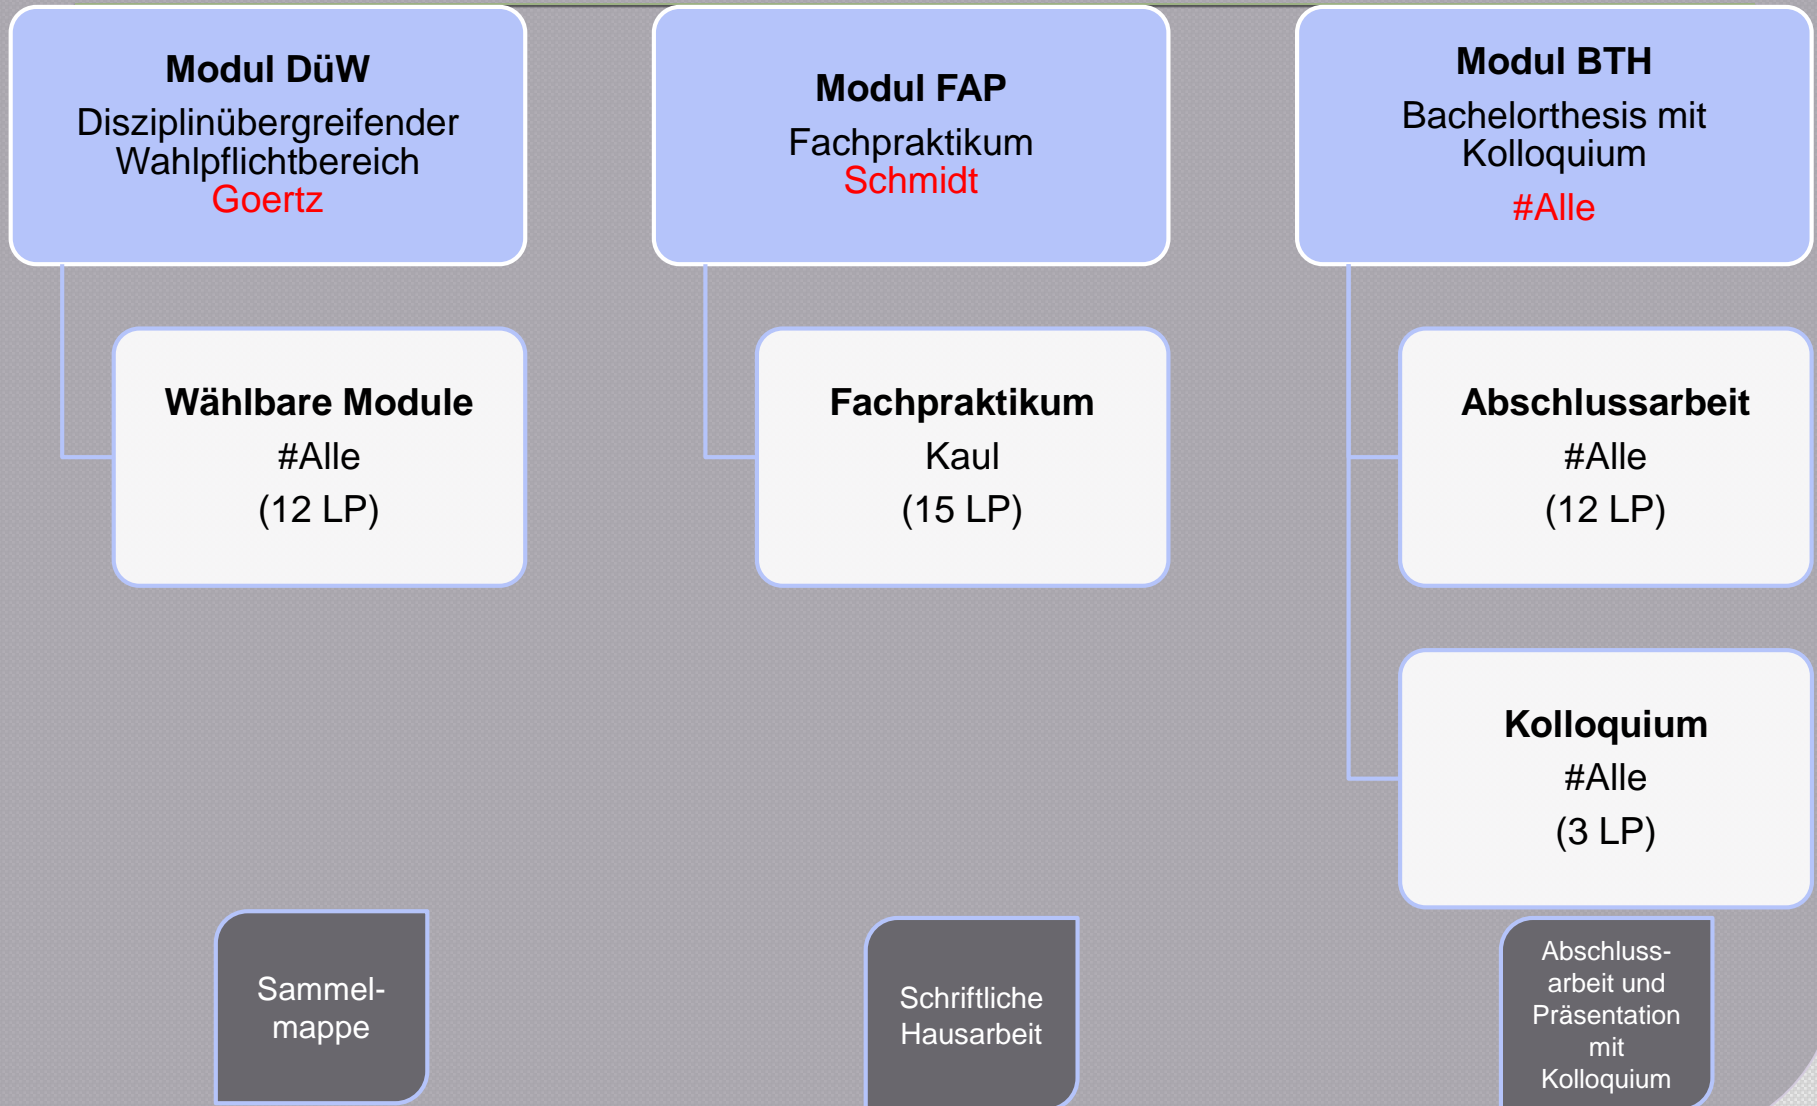 Modul DüW
Disziplinübergreifender
Wahlpflichtbereich
Goertz
Wählbare Module
#Alle
(12 LP)
Sammel-
mappe
Modul FAP
Fachpraktikum
Schmidt
Fachpraktikum
Kaul
(15 LP)
Schriftliche
Hausarbeit
Modul BTH
Bachelorthesis mit
Kolloquium
#Alle
Abschlussarbeit
#Alle
(12 LP)
Kolloquium
#Alle
(3 LP)
Abschluss-
arbeit und
Präsentation
mit
Kolloquium